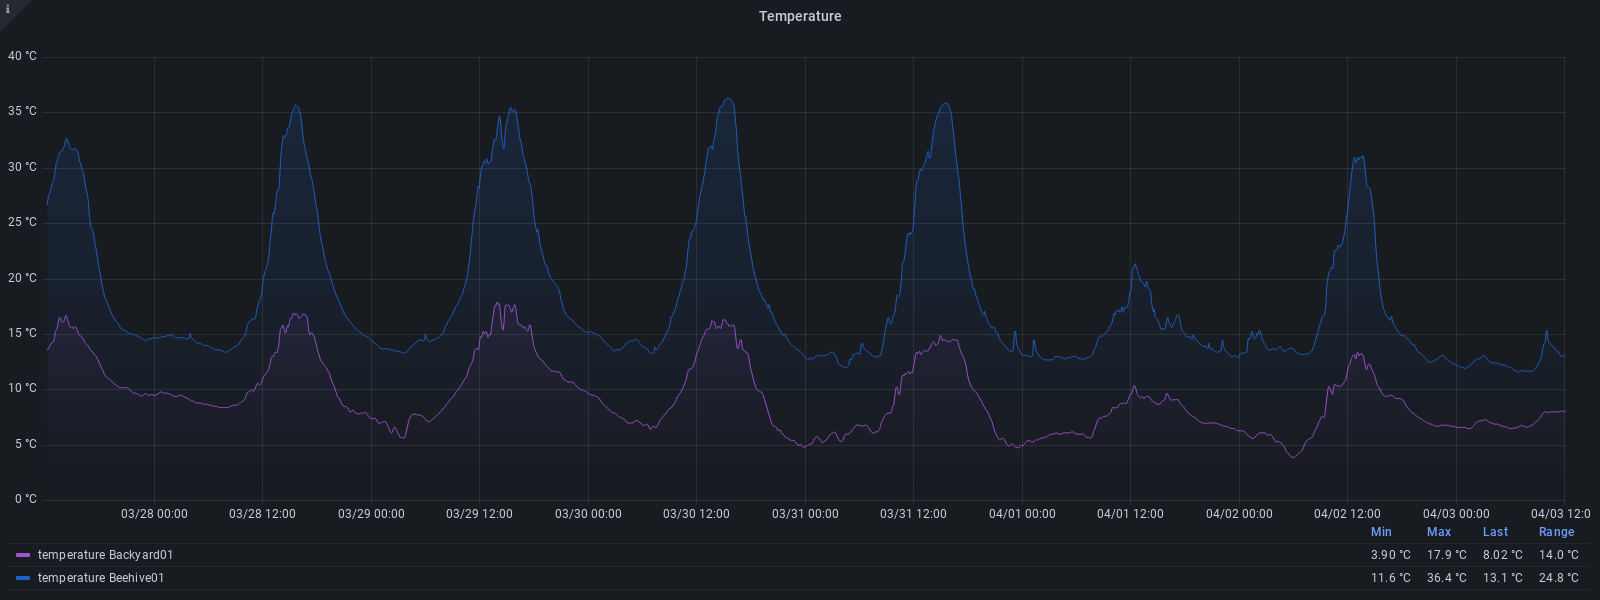 i
Temperature
40 °C
35 °C
30 °C
25 °C
20 °C
15 °C
10 °C
5 °C
0 °C
03/28 00:00 03/28 12:00 03/29 00:00 03/29 12:00 03/30 00:00 03/30 12:00 03/31 00:00 03/31 12:00 04/01 00:00 04/01 12:00 04/02 00:00 04/02 12:00 04/03 00:00 04/03 12:0
Min Max Last Range
temperature Backyard01 3.90 °C 17.9 °C 8.02 °C 14.0 °C
temperature Beehive01 11.6 °C 36.4 °C 13.1 °C 24.8 °C